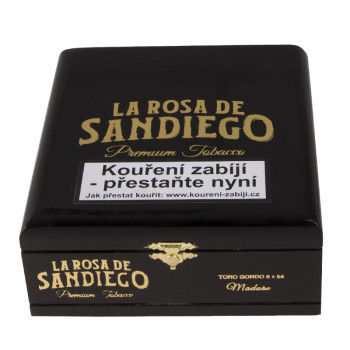 LA ROSA DE
SANDIEGO
Premium Tobacco
Kouření zabíjí
- přestaňte nyní
Jak přestat kouřit: www.koureni-zabiji.cz
LA ROSA DE
SANDIEGO
Premium Tobacco
TORO GORDO 6 x 54
Maduro